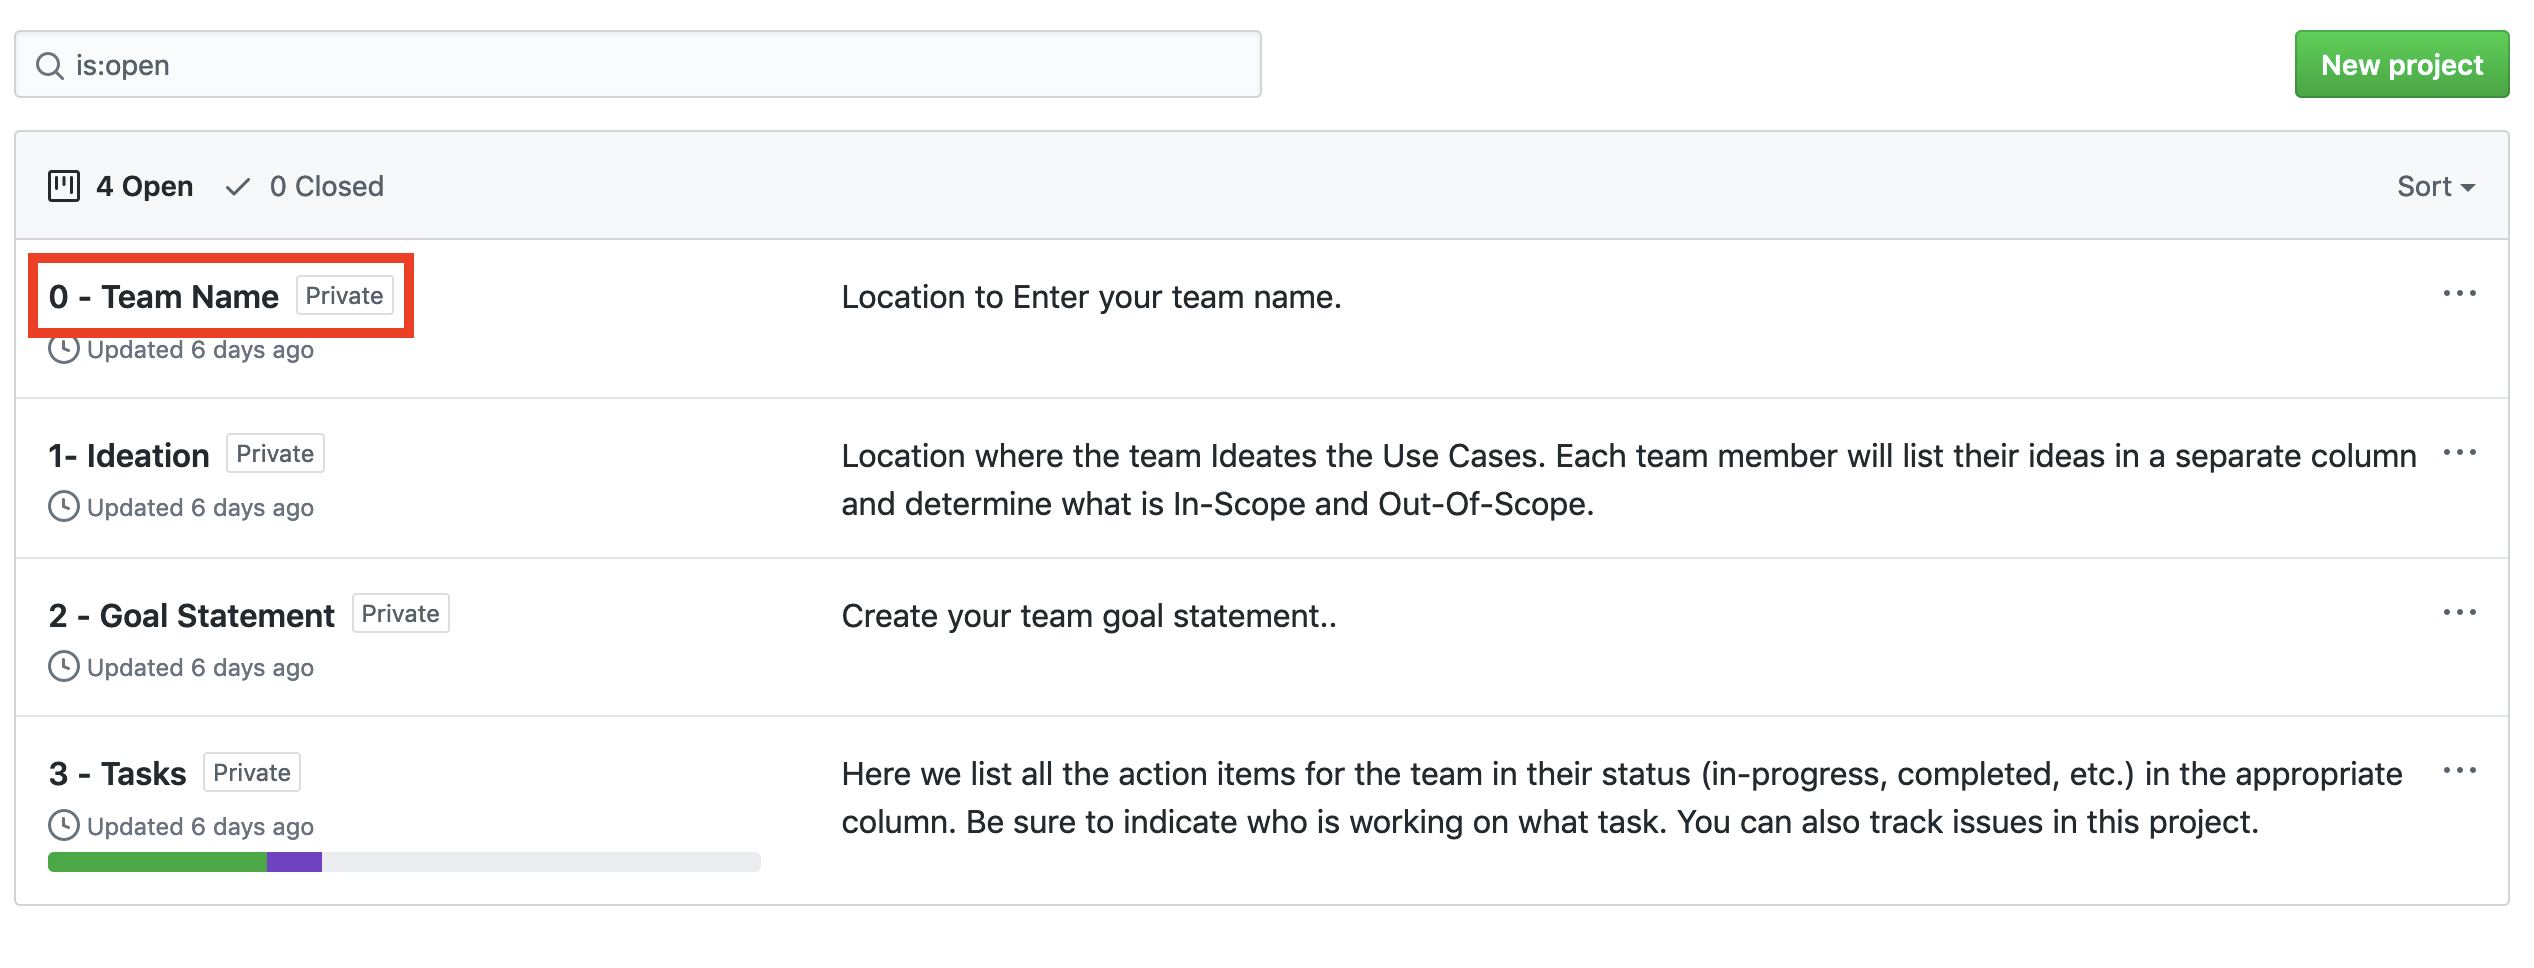 is:open
New project
4 Open 0 Closed
Sort
0 - Team Name Private
Location to Enter your team name.
Updated 6 days ago
1- Ideation Private
Location where the team Ideates the Use Cases. Each team member will list their ideas in a separate column
and determine what is In-Scope and Out-Of-Scope.
Updated 6 days ago
2 - Goal Statement Private
Create your team goal statement..
Updated 6 days ago
3 - Tasks Private
Here we list all the action items for the team in their status (in-progress, completed, etc.) in the appropriate
column. Be sure to indicate who is working on what task. You can also track issues in this project.
Updated 6 days ago